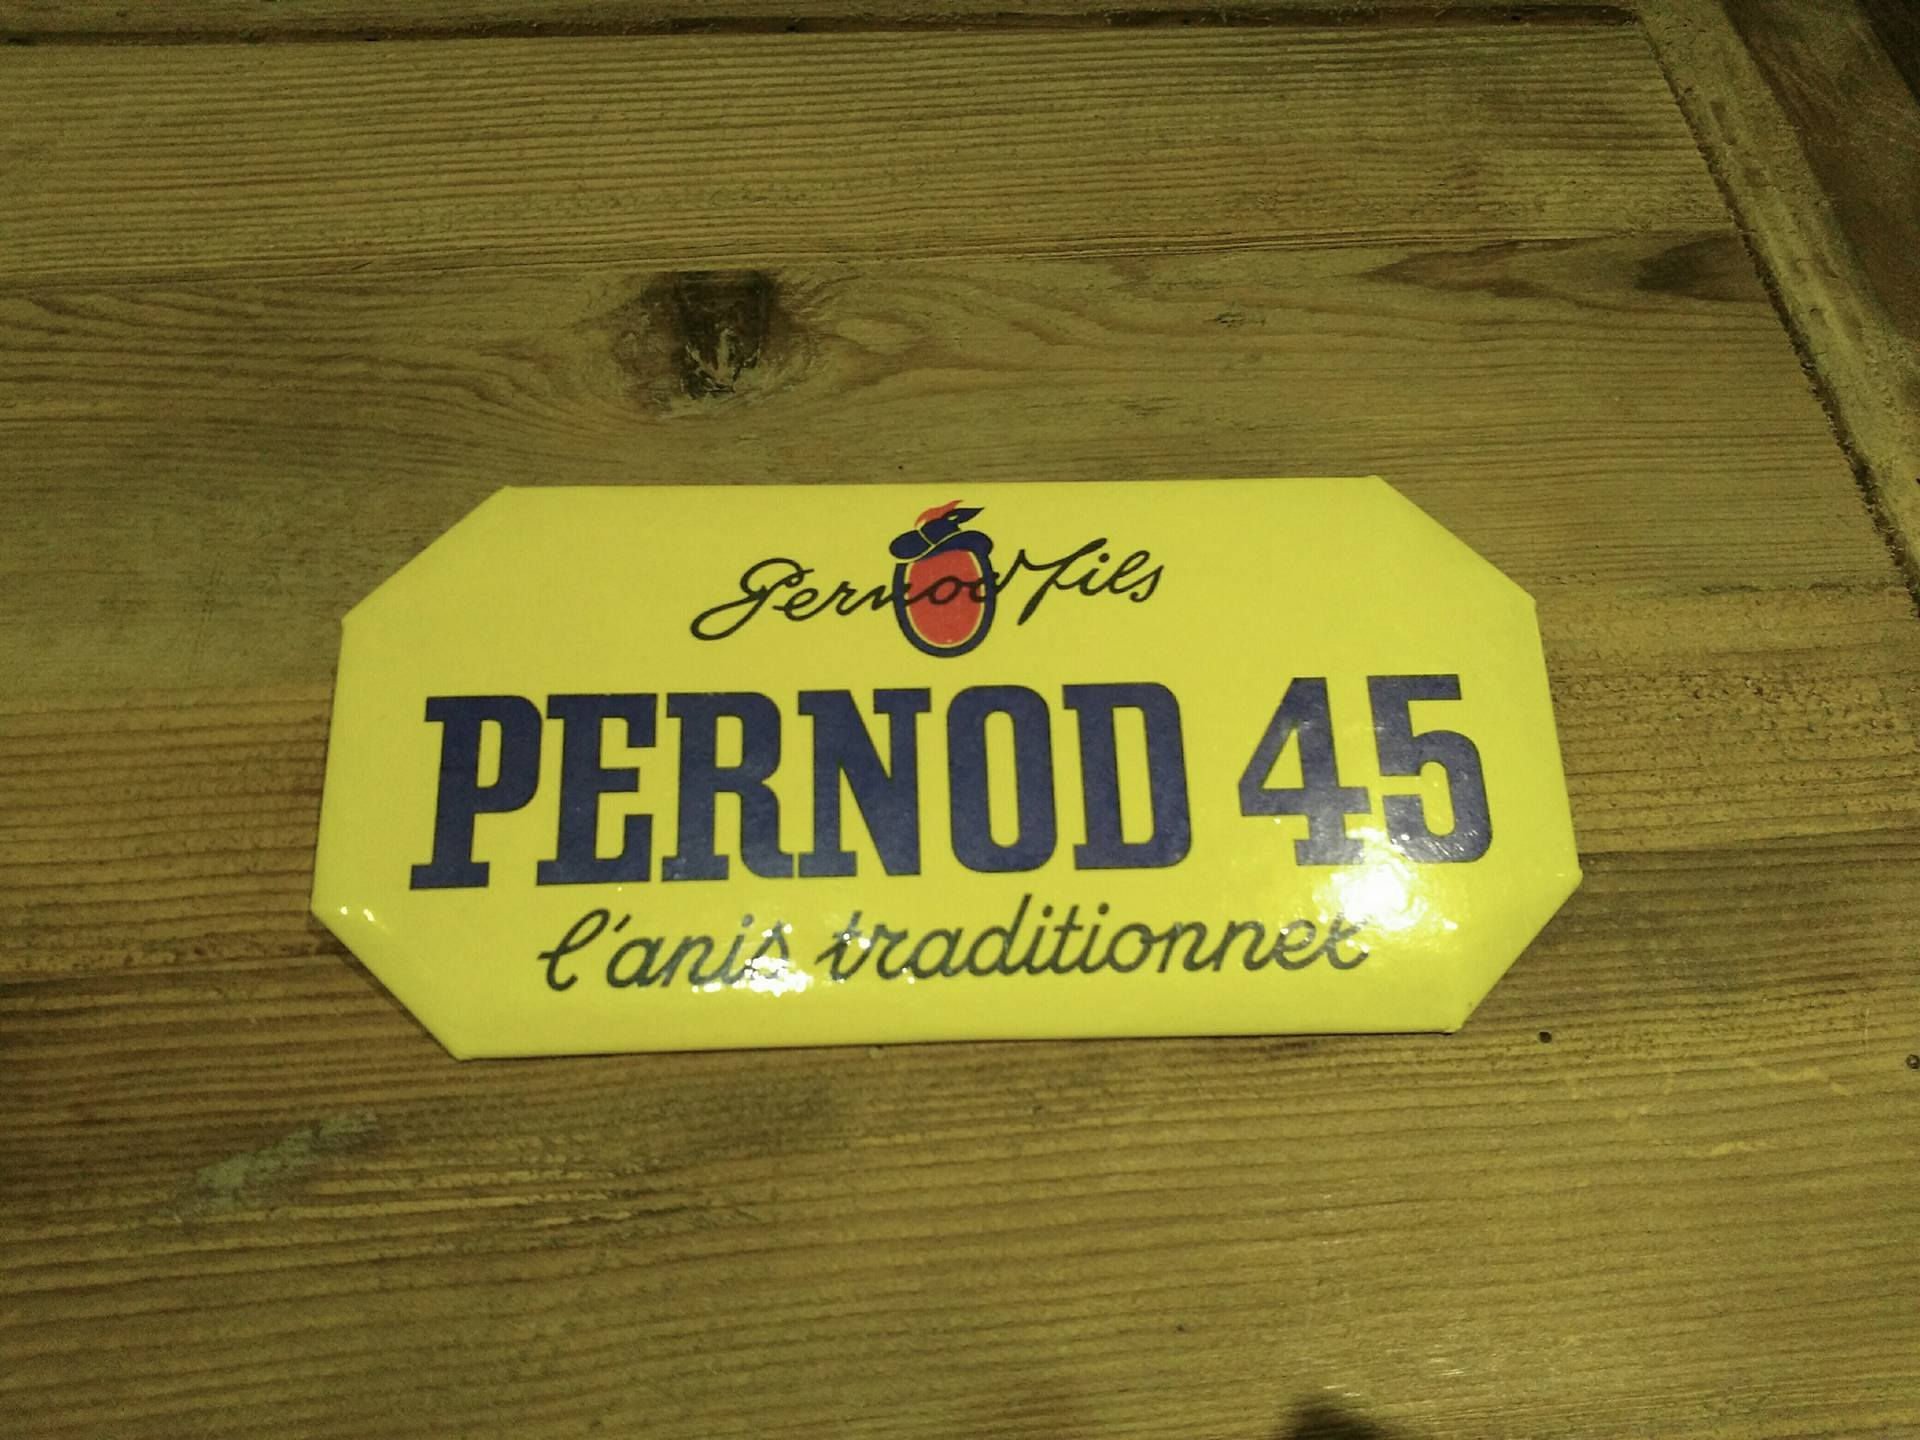 Pernod fils
PERNOD 45
l'anis traditionnel